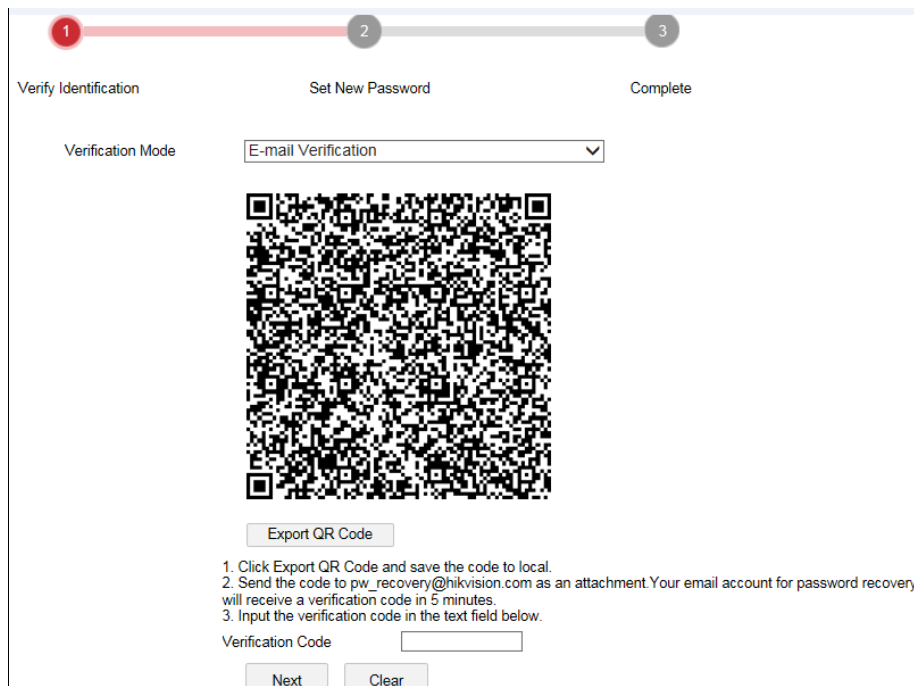 1 2 3
Verify Identification Set New Password Complete
Verification Mode E-mail Verification
Export QR Code
1. Click Export QR Code and save the code to local.
2. Send the code to pw_recovery@hikvision.com as an attachment.Your email account for password recovery
will receive a verification code in 5 minutes.
3. Input the verification code in the text field below.
Verification Code
Next Clear